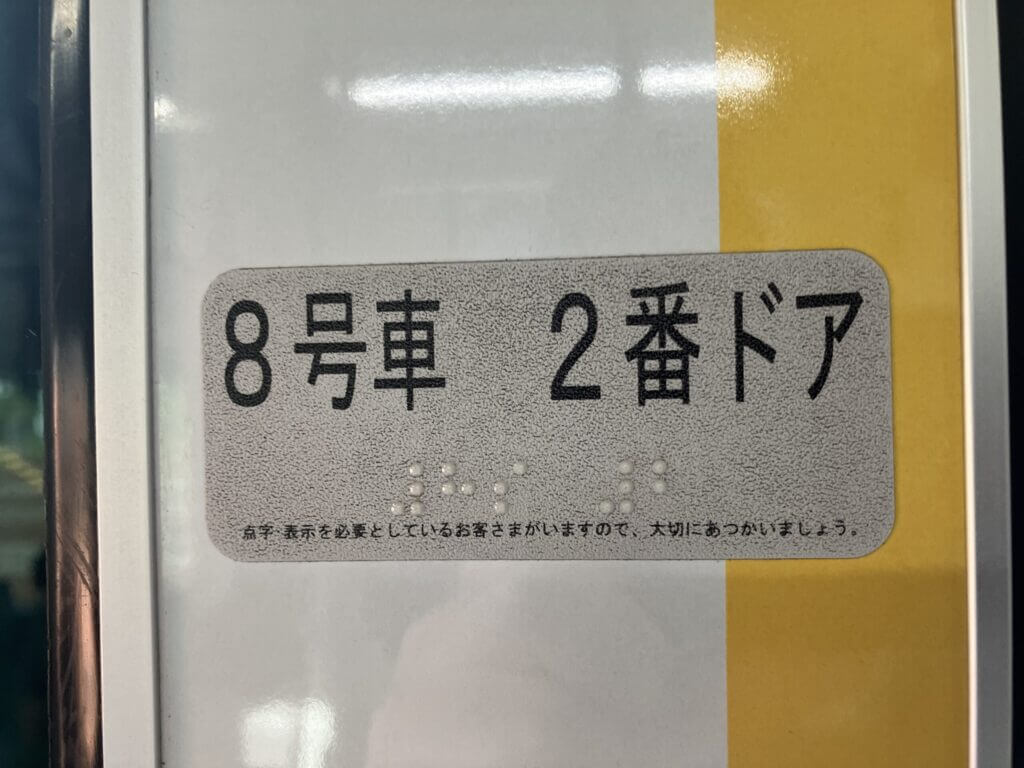 8号車　2番ドア
点字・表示を必要としているお客さまがいますので、大切にあつかいましょう。